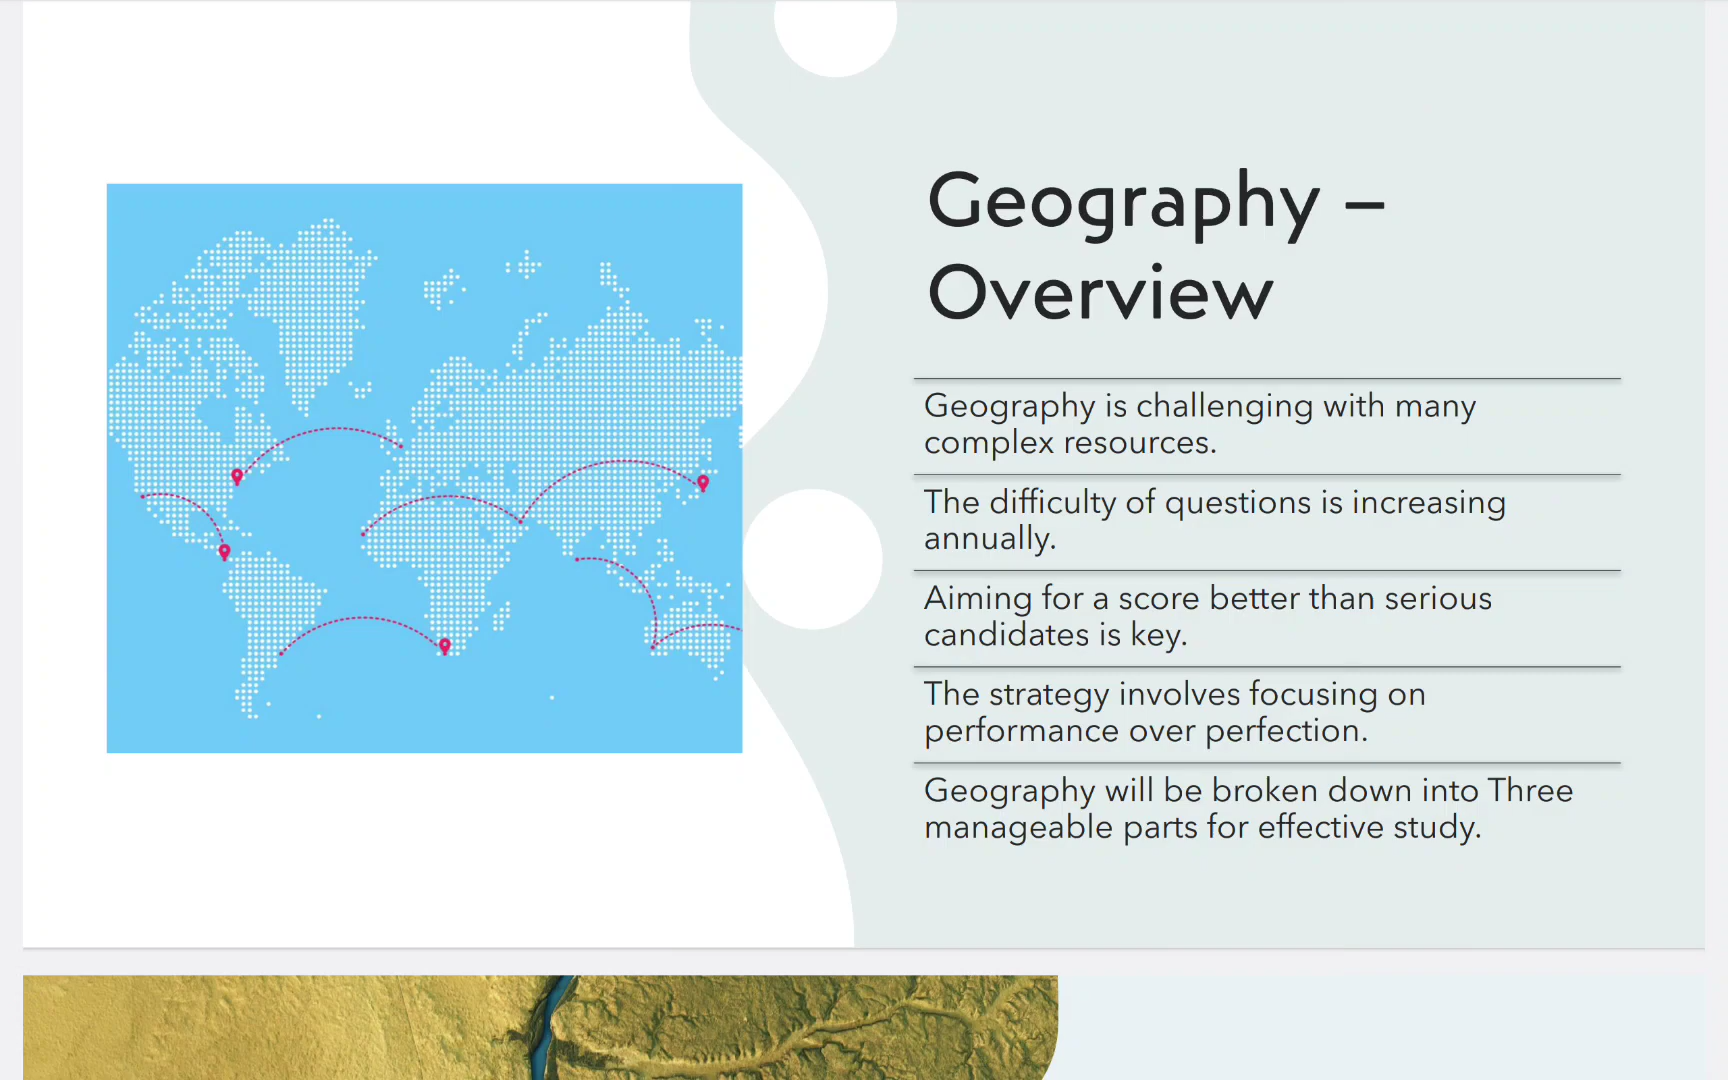 Geography –
Overview
Geography is challenging with many
complex resources.
The difficulty of questions is increasing
annually.
Aiming for a score better than serious
candidates is key.
The strategy involves focusing on
performance over perfection.
Geography will be broken down into Three
manageable parts for effective study.